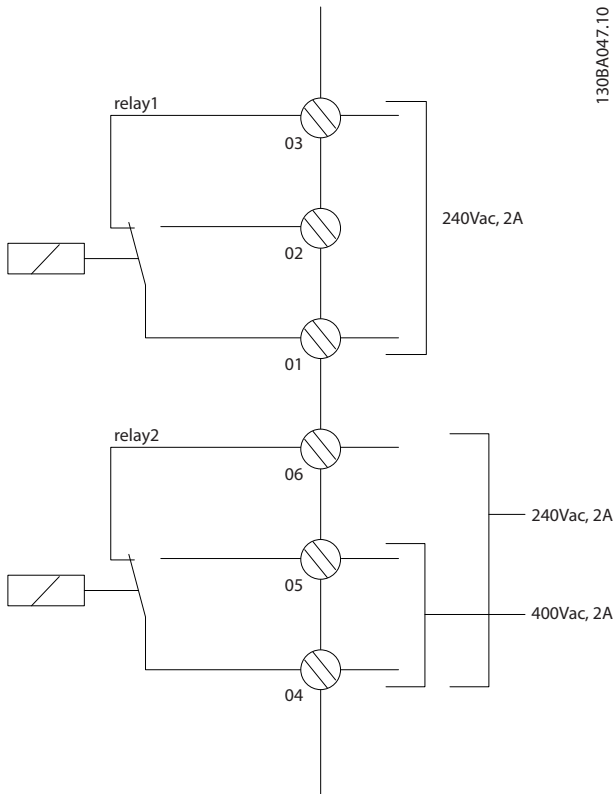 130BA047.10
relay1
03
02
240Vac, 2A
01
relay2
06
240Vac, 2A
05
400Vac, 2A
04